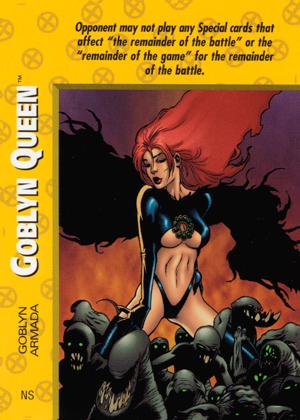 Opponent may not play any Special cards that
affect "the remainder of the battle" or the
"remainder of the game" for the remainder
of the battle.
GOBLYN QUEEN™
GOBLYN
ARMADA
NS